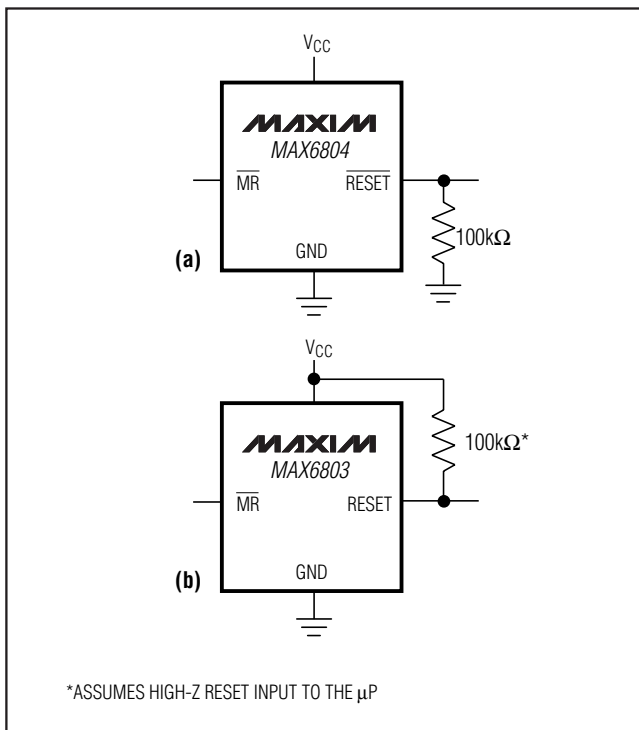 VCC
MAXIM
MAX6804
MR RESET
100kΩ
GND
(a)
VCC
MAXIM
MAX6803
100kΩ*
MR RESET
GND
(b)
*ASSUMES HIGH-Z RESET INPUT TO THE µP